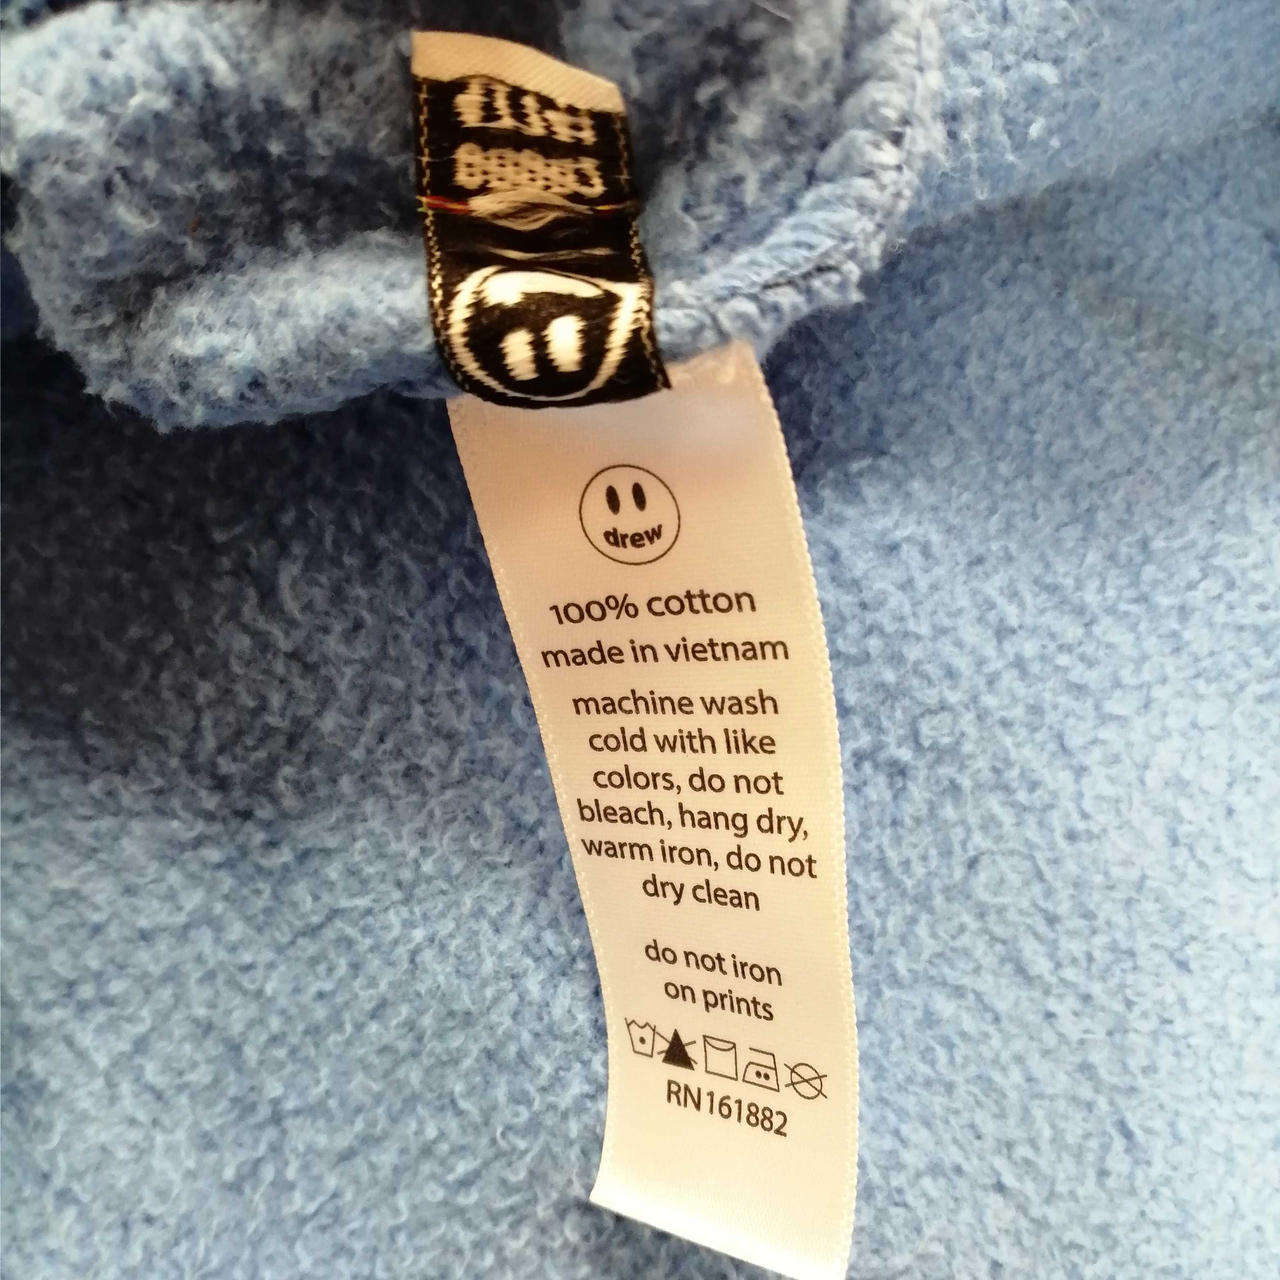 drew
100% cotton
made in vietnam
machine wash
cold with like
colors, do not
bleach, hang dry,
warm iron, do not
dry clean
do not iron
on prints
RN161882